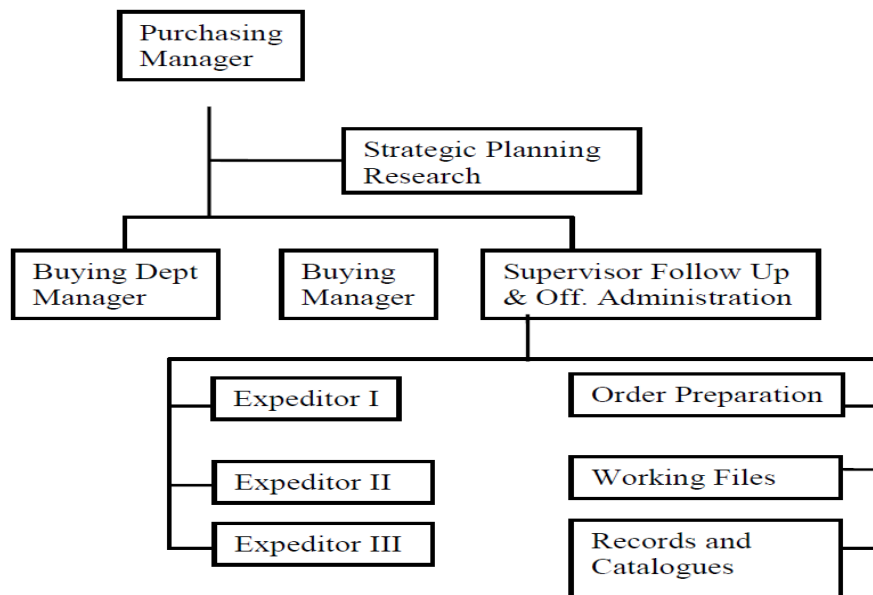 Purchasing
Manager
Strategic Planning
Research
Buying Dept
Manager
Buying
Manager
Supervisor Follow Up
& Off. Administration
Expeditor I
Order Preparation
Expeditor II
Working Files
Expeditor III
Records and
Catalogues